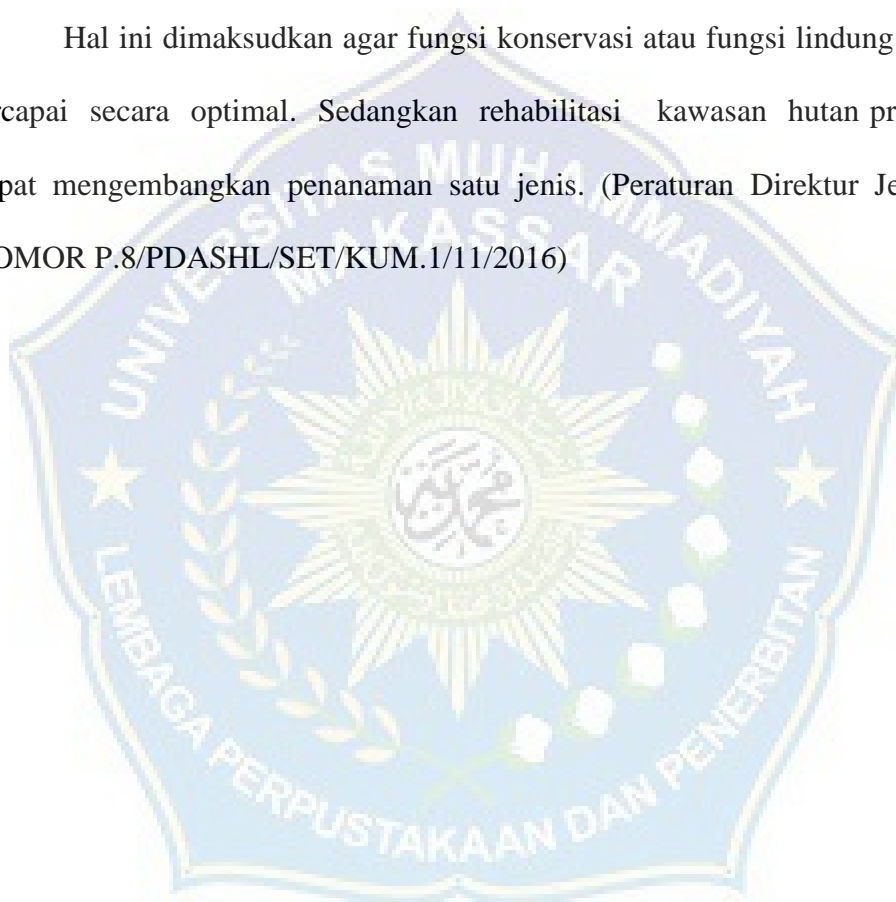 Hal ini dimaksudkan agar fungsi konservasi atau fungsi lindung
rcapai secara optimal. Sedangkan rehabilitasi kawasan hutan pr
pat mengembangkan penanaman satu jenis. (Peraturan Direktur Je
OMOR P.8/PDASHL/SET/KUM.1/11/2016)
UNIVERSITAS MUHAMMADIYAH
MAKASSAR
LEMBAGA PERPUSTAKAAN DAN PENERBITAN